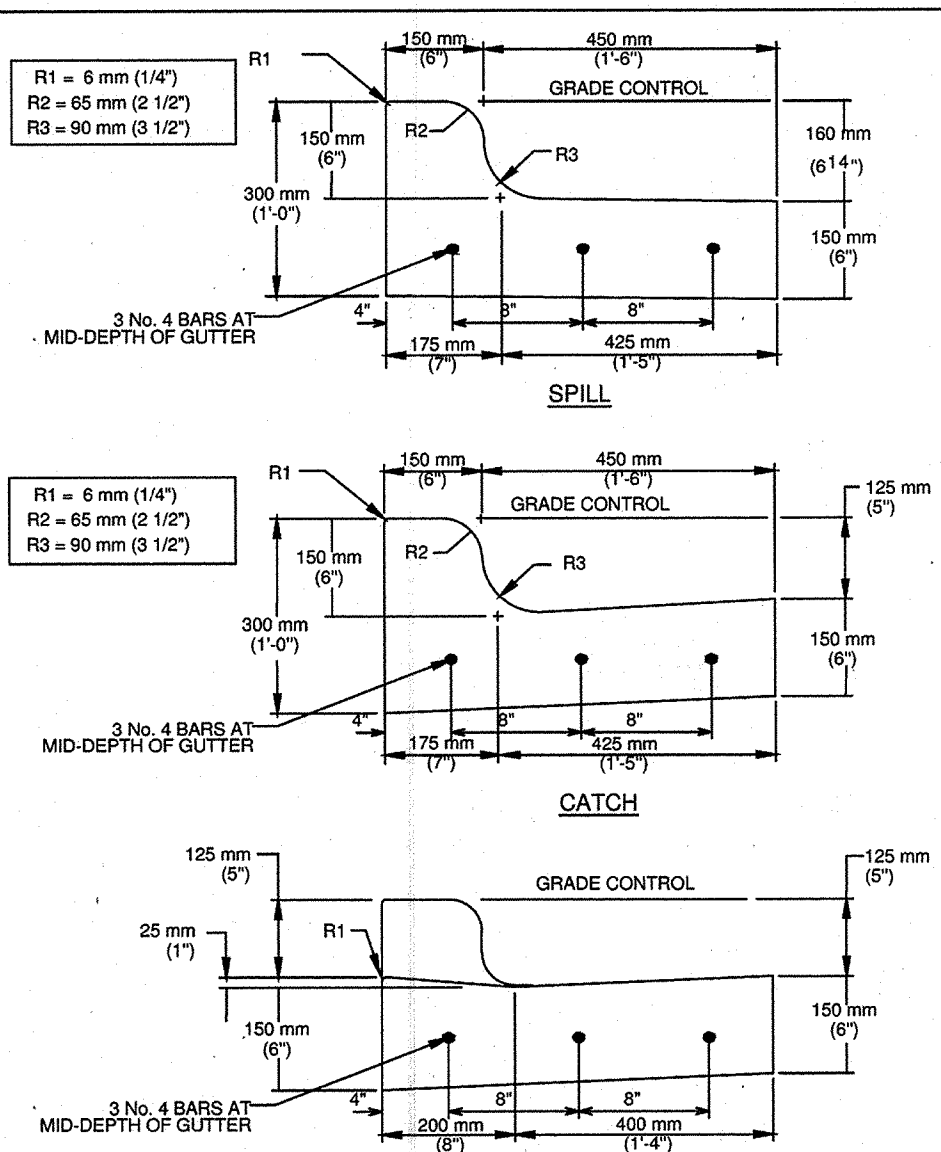 150 mm
(6")
450 mm
(1'-6")
R1 = 6 mm (1/4")
R2 = 65 mm (2 1/2")
R3 = 90 mm (3 1/2")
R1
GRADE CONTROL
R2
150 mm
(6")
R3
160 mm
(6 14")
300 mm
(1'-0")
150 mm
(6")
3 No. 4 BARS AT
MID-DEPTH OF GUTTER
4"
8"
8"
175 mm
(7")
425 mm
(1'-5")
SPILL
150 mm
(6")
450 mm
(1'-6")
R1 = 6 mm (1/4")
R2 = 65 mm (2 1/2")
R3 = 90 mm (3 1/2")
R1
125 mm
(5")
GRADE CONTROL
R2
150 mm
(6")
R3
300 mm
(1'-0")
150 mm
(6")
3 No. 4 BARS AT
MID-DEPTH OF GUTTER
4"
8"
8"
175 mm
(7")
425 mm
(1'-5")
CATCH
125 mm
(5")
125 mm
(5")
GRADE CONTROL
25 mm
(1")
R1
150 mm
(6")
150 mm
(6")
3 No. 4 BARS AT
MID-DEPTH OF GUTTER
4"
8"
8"
200 mm
(8")
400 mm
(1'-4")